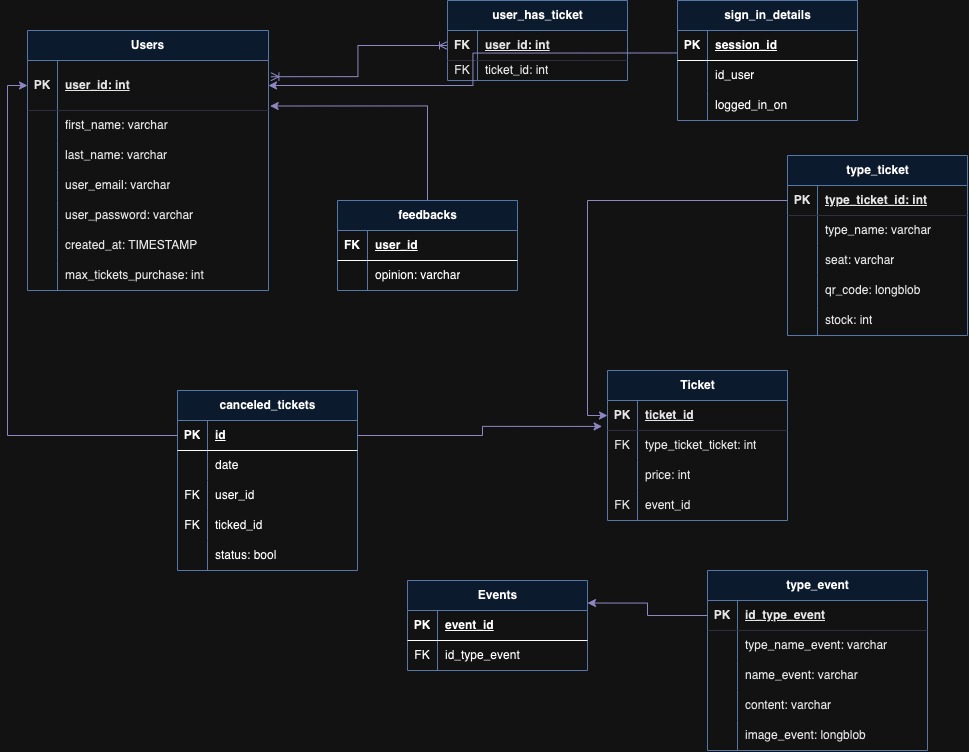 user_has_ticket
FK user_id: int
FK ticket_id: int
sign_in_details
PK session_id
id_user
logged_in_on
Users
PK user_id: int
first_name: varchar
last_name: varchar
user_email: varchar
user_password: varchar
created_at: TIMESTAMP
max_tickets_purchase: int
feedbacks
FK user_id
opinion: varchar
type_ticket
PK type_ticket_id: int
type_name: varchar
seat: varchar
qr_code: longblob
stock: int
canceled_tickets
PK id
date
FK user_id
FK ticked_id
status: bool
Ticket
PK ticket_id
FK type_ticket_ticket: int
price: int
FK event_id
Events
PK event_id
FK id_type_event
type_event
PK id_type_event
type_name_event: varchar
name_event: varchar
content: varchar
image_event: longblob